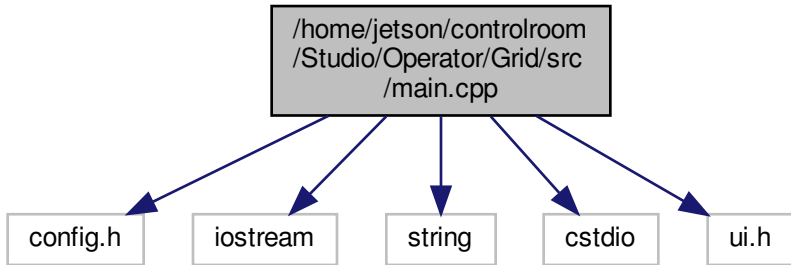 /home/jetson/controlroom
/Studio/Operator/Grid/src
/main.cpp
config.h
iostream
string
cstdio
ui.h